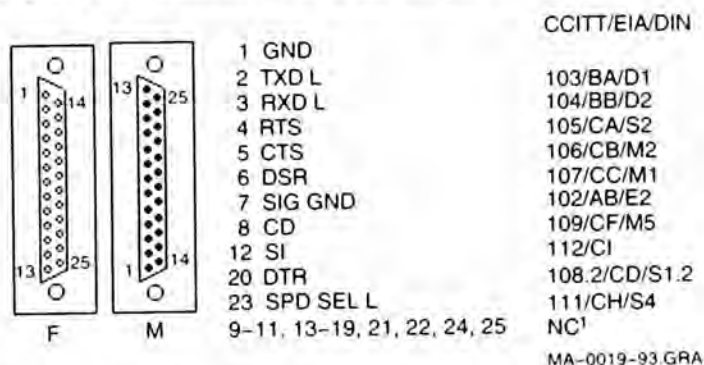 CCITT/EIA/DIN
1 GND
2 TXD L 103/BA/D1
3 RXD L 104/BB/D2
4 RTS 105/CA/S2
5 CTS 106/CB/M2
6 DSR 107/CC/M1
7 SIG GND 102/AB/E2
8 CD 109/CF/M5
12 SI 112/CI
20 DTR 108.2/CD/S1.2
23 SPD SEL L 111/CH/S4
9–11, 13–19, 21, 22, 24, 25 NC¹
1 14
13 25
F
13 25
1 14
M
MA–0019–93.GRA